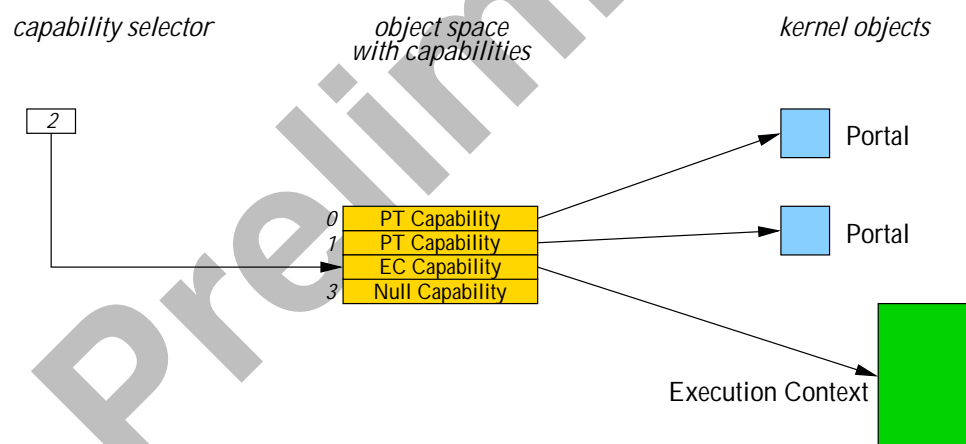 capability selector
object space
with capabilities
kernel objects
2
Portal
0 PT Capability
1 PT Capability
EC Capability
3 Null Capability
Portal
Execution Context
Prelim